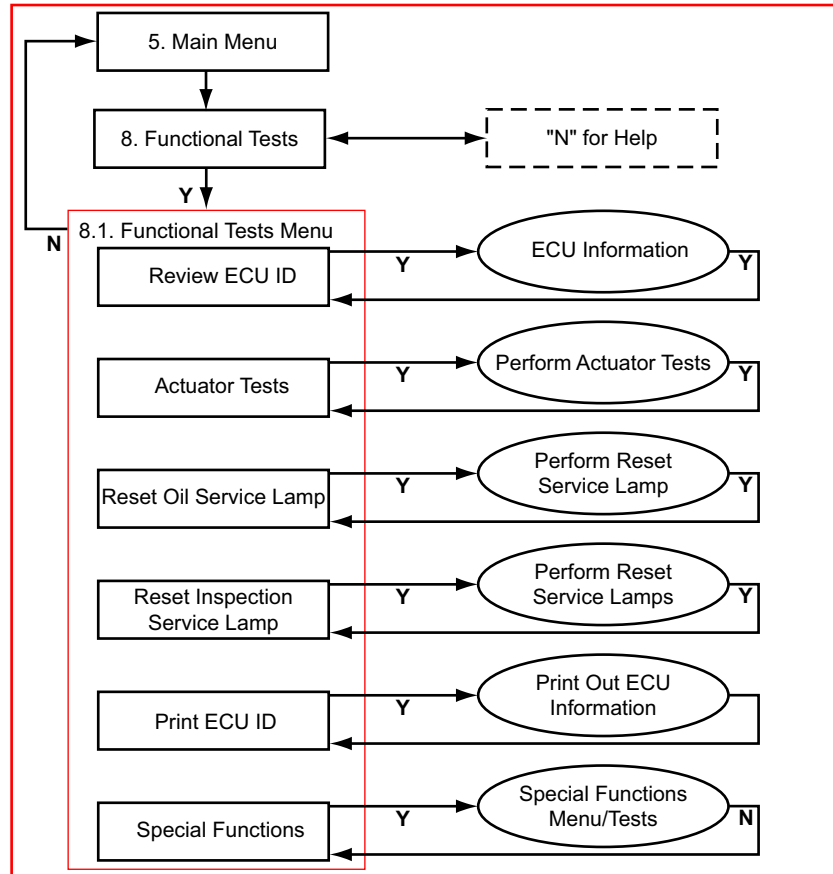 5. Main Menu
8. Functional Tests
"N" for Help
Y
N
8.1. Functional Tests Menu
Review ECU ID
Y
ECU Information
Y
Actuator Tests
Y
Perform Actuator Tests
Y
Reset Oil Service Lamp
Y
Perform Reset
Service Lamp
Y
Reset Inspection
Service Lamp
Y
Perform Reset
Service Lamps
Y
Print ECU ID
Y
Print Out ECU
Information
Special Functions
Y
Special Functions
Menu/Tests
N